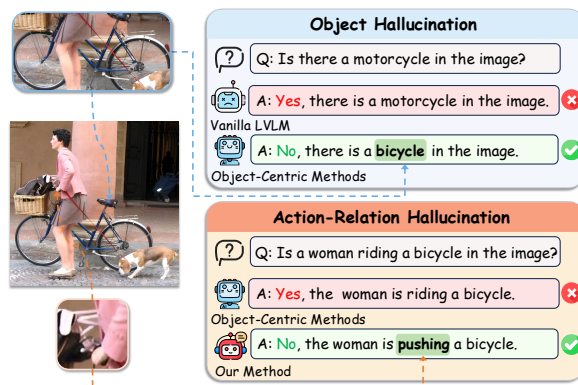 Object Hallucination
Q: Is there a motorcycle in the image?
A: Yes, there is a motorcycle in the image.
Vanilla LVLM
A: No, there is a bicycle in the image.
Object-Centric Methods
Action-Relation Hallucination
Q: Is a woman riding a bicycle in the image?
A: Yes, the woman is riding a bicycle.
Object-Centric Methods
A: No, the woman is pushing a bicycle.
Our Method